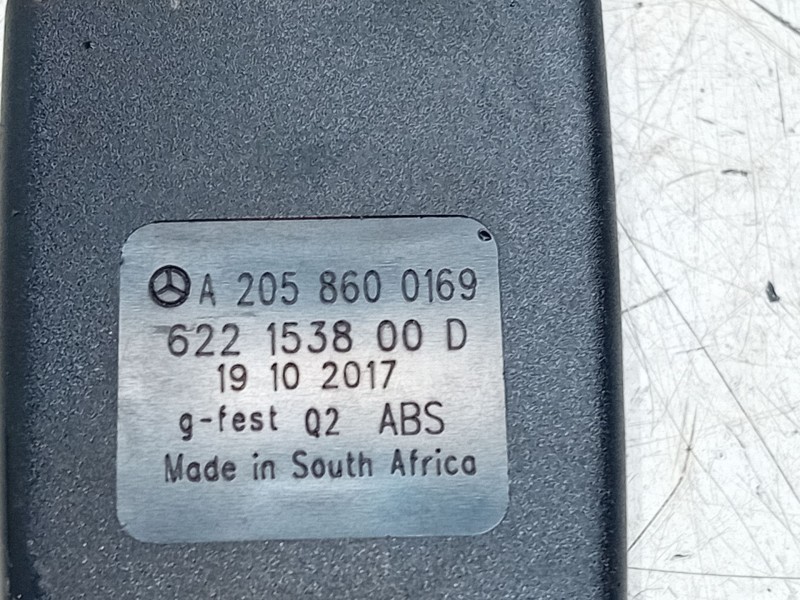 A 205 860 0169
622 1538 00 D
19 10 2017
g-fest Q2 ABS
Made in South Africa